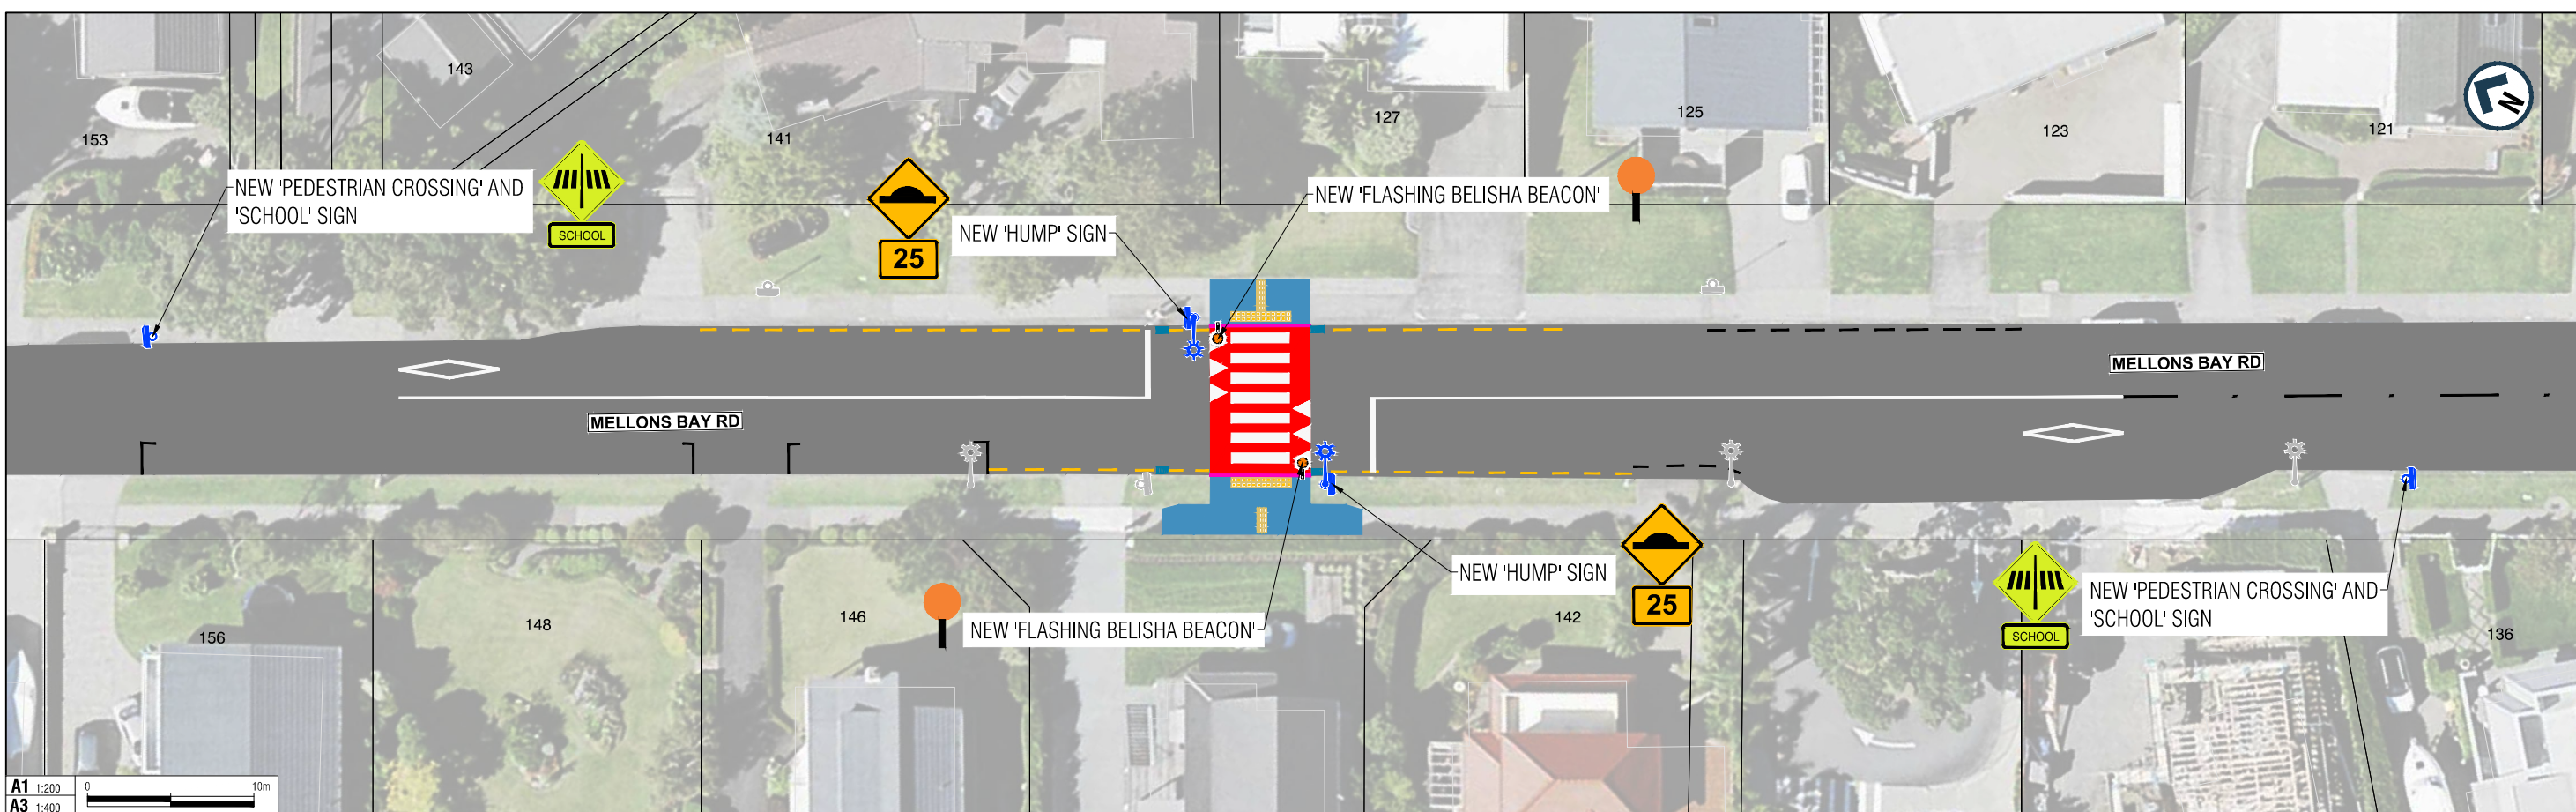 143
153
141
127
125
123
121
N
NEW 'PEDESTRIAN CROSSING' AND
'SCHOOL' SIGN
SCHOOL
25
NEW 'HUMP' SIGN
NEW 'FLASHING BELISHA BEACON'
MELLONS BAY RD
MELLONS BAY RD
156
148
146
NEW 'FLASHING BELISHA BEACON'
NEW 'HUMP' SIGN
142
25
SCHOOL
NEW 'PEDESTRIAN CROSSING' AND
'SCHOOL' SIGN
136
A1 1:200
A3 1:400
0 10m